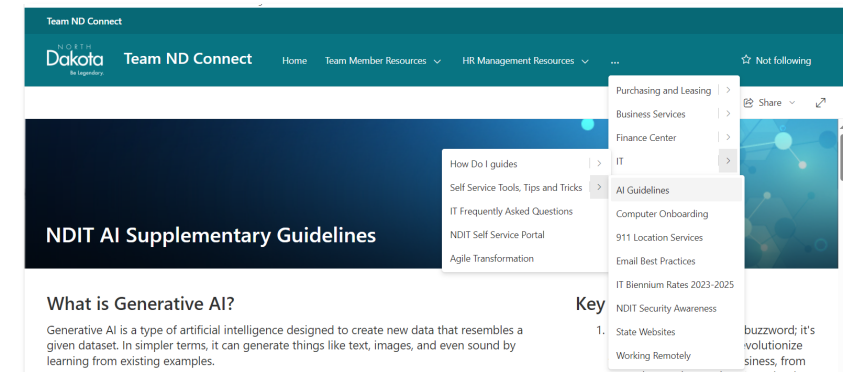 Team ND Connect
NORTH
Dakota
Be Legendary.
Team ND Connect
Home
Team Member Resources
HR Management Resources
...
Not following
Share
Purchasing and Leasing
Business Services
Finance Center
IT
How Do I guides
Self Service Tools, Tips and Tricks
IT Frequently Asked Questions
NDIT Self Service Portal
Agile Transformation
AI Guidelines
Computer Onboarding
911 Location Services
Email Best Practices
IT Biennium Rates 2023-2025
NDIT Security Awareness
State Websites
Working Remotely
NDIT AI Supplementary Guidelines
What is Generative AI?
Generative AI is a type of artificial intelligence designed to create new data that resembles a
given dataset. In simpler terms, it can generate things like text, images, and even sound by
learning from existing examples.
Key
1.
buzzword; it's
evolutionize
siness, from